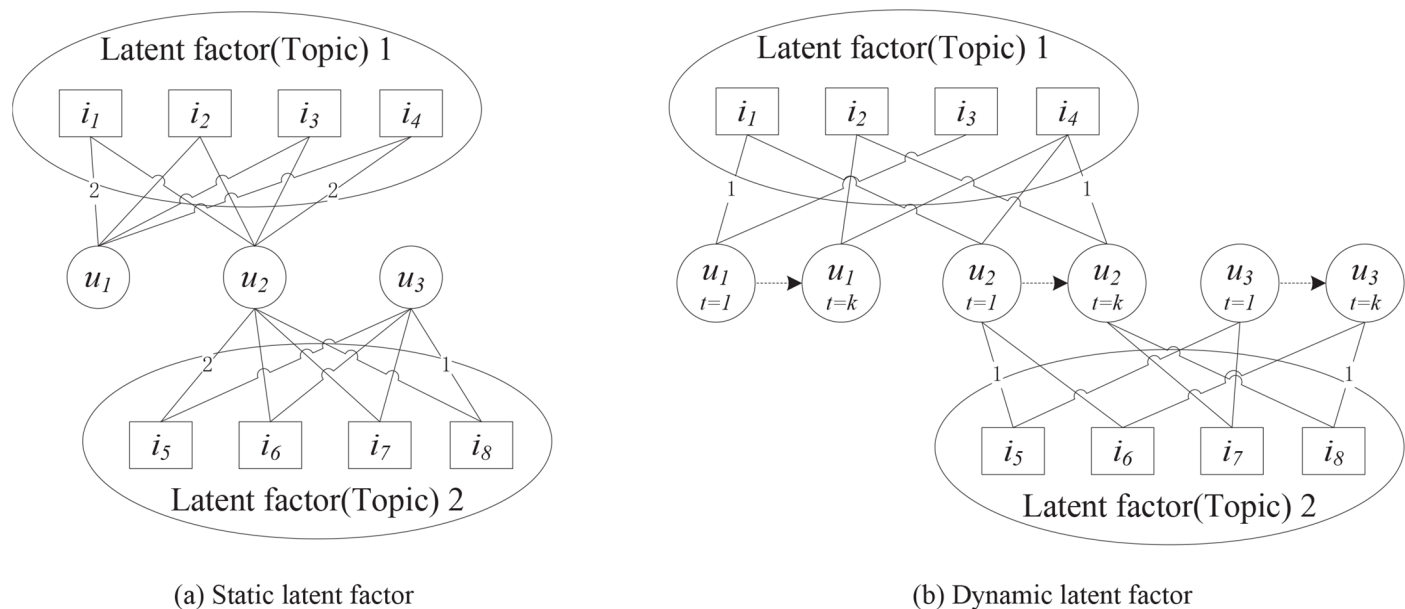 Latent factor(Topic) 1
i1 i2 i3 i4
2 2
u1 u2 u3
2 1
i5 i6 i7 i8
Latent factor(Topic) 2
(a) Static latent factor
Latent factor(Topic) 1
i1 i2 i3 i4
1 1
u1 u1 u2 u2 u3 u3
t=1 t=k t=1 t=k t=1 t=k
1 1
i5 i6 i7 i8
Latent factor(Topic) 2
(b) Dynamic latent factor